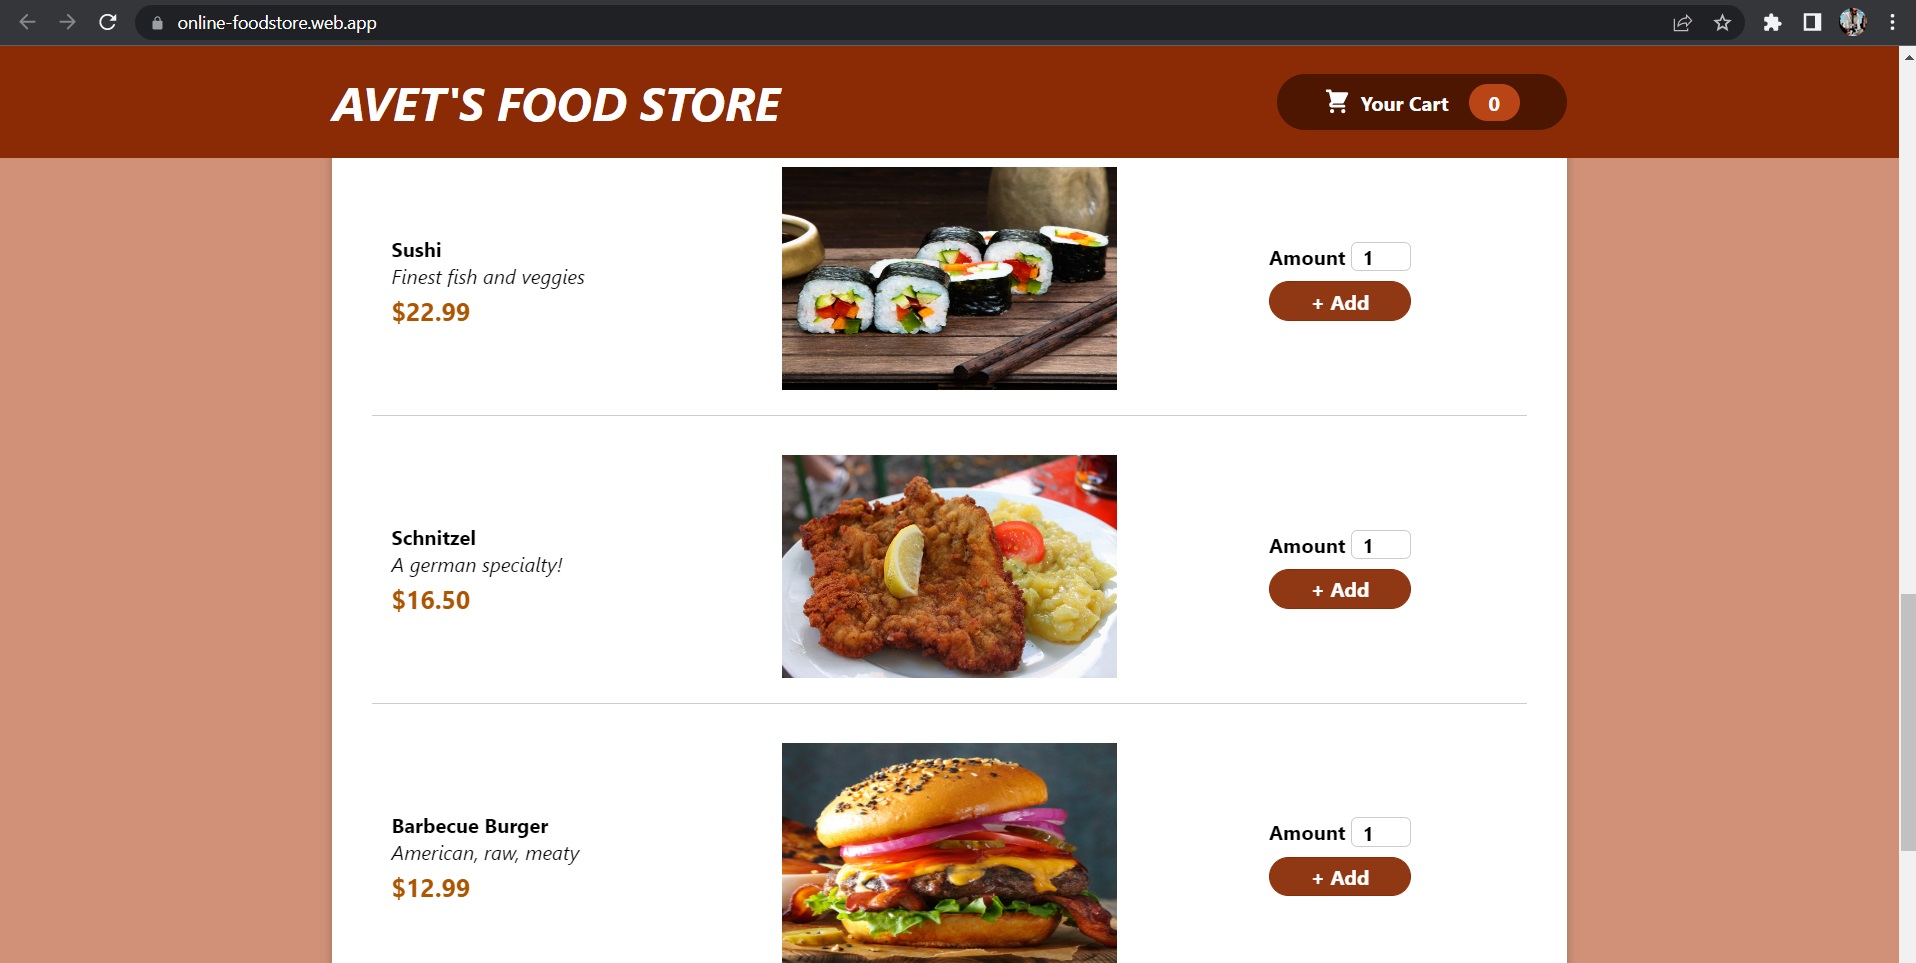 online-foodstore.web.app
AVET'S FOOD STORE
Your Cart 0
Sushi
Finest fish and veggies
$22.99
Amount 1
+ Add
Schnitzel
A german specialty!
$16.50
Amount 1
+ Add
Barbecue Burger
American, raw, meaty
$12.99
Amount 1
+ Add